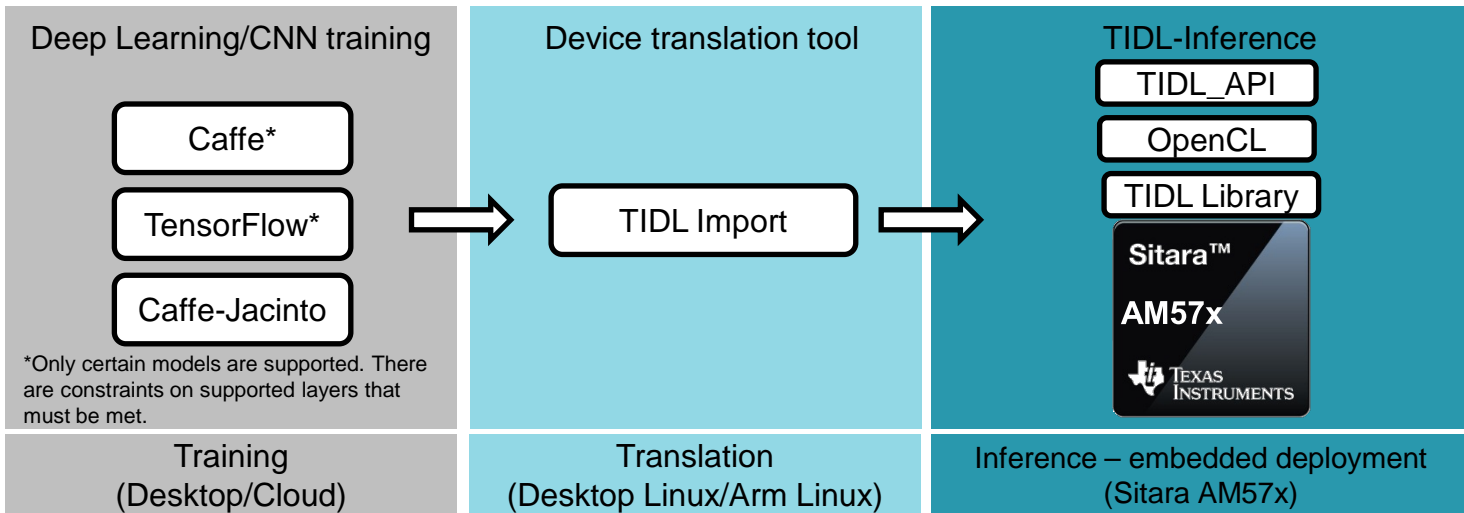 Deep Learning/CNN training
Caffe*
TensorFlow*
Caffe-Jacinto
*Only certain models are supported. There
are constraints on supported layers that
must be met.
Training
(Desktop/Cloud)
Device translation tool
TIDL Import
Translation
(Desktop Linux/Arm Linux)
TIDL-Inference
TIDL_API
OpenCL
TIDL Library
Sitara™
AM57x
TEXAS
INSTRUMENTS
Inference – embedded deployment
(Sitara AM57x)